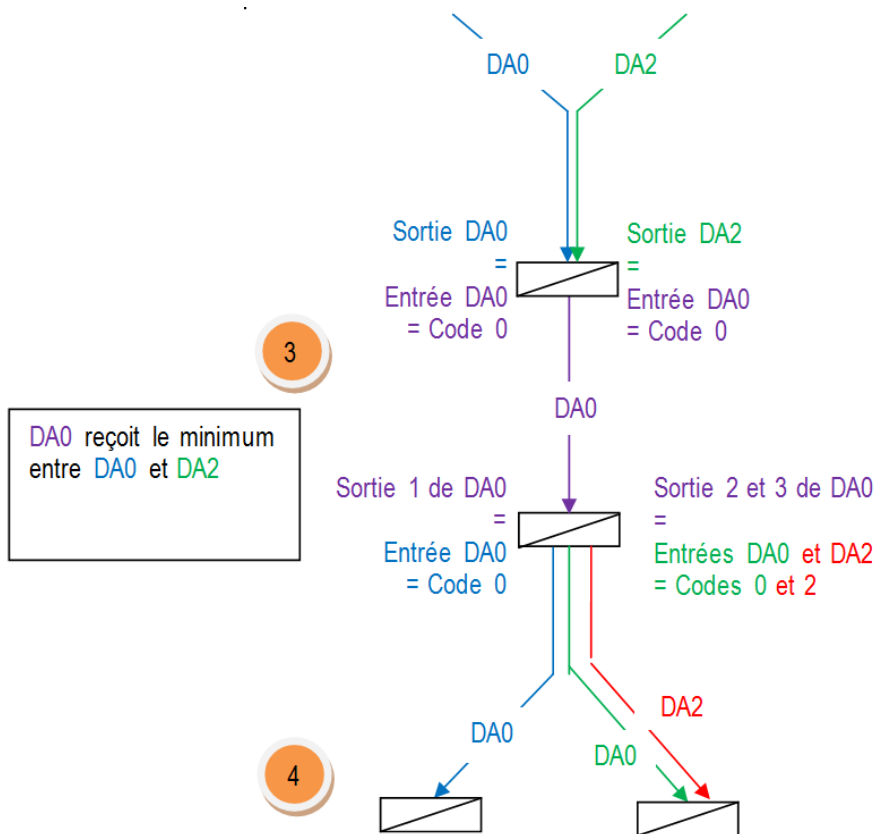 DA0
DA2
Sortie DA0
=
Entrée DA0
= Code 0
Sortie DA2
=
Entrée DA0
= Code 0
3
DA0
DA0 reçoit le minimum
entre DA0 et DA2
Sortie 1 de DA0
=
Entrée DA0
= Code 0
Sortie 2 et 3 de DA0
=
Entrées DA0 et DA2
= Codes 0 et 2
DA2
DA0
DA0
4